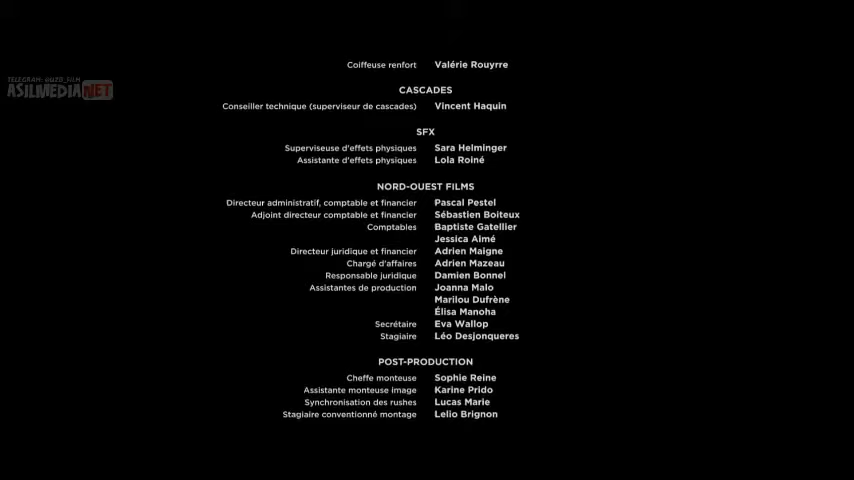 Coiffeuse renfort Valérie Rouyrre
TELEGRAM: @UZB_FILM
ASILMEDIA.NET
CASCADES
Conseiller technique (superviseur de cascades) Vincent Haquin
SFX
Superviseuse d'effets physiques Sara Helminger
Assistante d'effets physiques Lola Roiné
NORD-OUEST FILMS
Directeur administratif, comptable et financier Pascal Pestel
Adjoint directeur comptable et financier Sébastien Boiteux
Comptables Baptiste Gatellier
Jessica Aimé
Directeur juridique et financier Adrien Maigne
Chargé d'affaires Adrien Mazeau
Responsable juridique Damien Bonnel
Assistantes de production Joanna Malo
Marilou Dufrène
Élisa Manoha
Secrétaire Eva Wallop
Stagiaire Léo Desjonqueres
POST-PRODUCTION
Cheffe monteuse Sophie Reine
Assistante monteuse image Karine Prido
Synchronisation des rushes Lucas Marie
Stagiaire conventionné montage Lelio Brignon